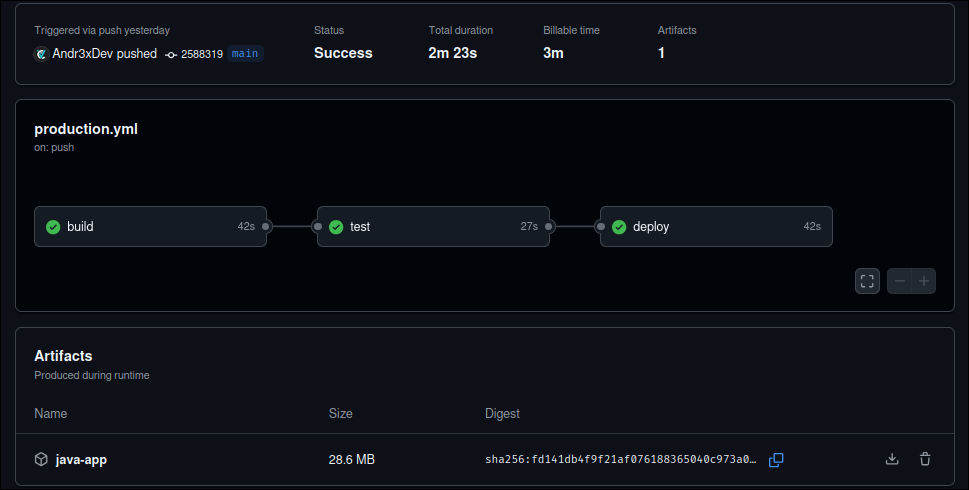 Triggered via push yesterday
Status
Total duration
Billable time
Artifacts
Andr3xDev pushed 2588319 main
Success
2m 23s
3m
1
production.yml
on: push
build 42s
test 27s
deploy 42s
Artifacts
Produced during runtime
Name Size Digest
java-app 28.6 MB sha256:fd141db4f9f21af076188365040c973a0…